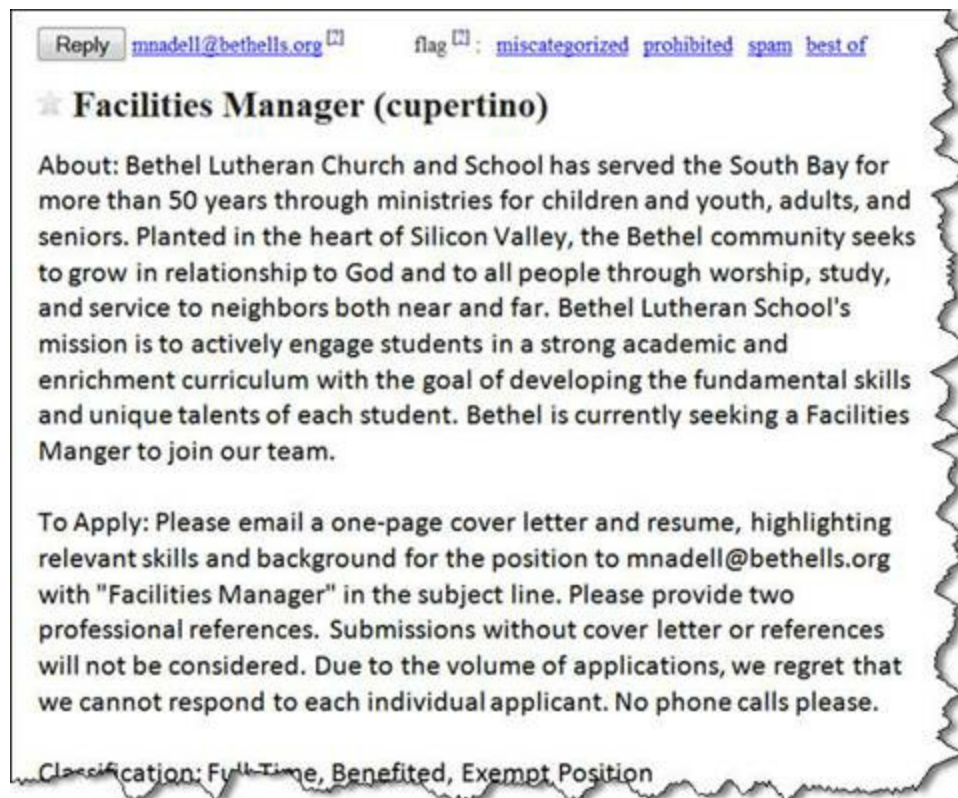 Reply mnadell@bethells.org [?] flag [?] : miscategorized prohibited spam best of
Facilities Manager (cupertino)
About: Bethel Lutheran Church and School has served the South Bay for
more than 50 years through ministries for children and youth, adults, and
seniors. Planted in the heart of Silicon Valley, the Bethel community seeks
to grow in relationship to God and to all people through worship, study,
and service to neighbors both near and far. Bethel Lutheran School's
mission is to actively engage students in a strong academic and
enrichment curriculum with the goal of developing the fundamental skills
and unique talents of each student. Bethel is currently seeking a Facilities
Manger to join our team.
To Apply: Please email a one-page cover letter and resume, highlighting
relevant skills and background for the position to mnadell@bethells.org
with "Facilities Manager" in the subject line. Please provide two
professional references. Submissions without cover letter or references
will not be considered. Due to the volume of applications, we regret that
we cannot respond to each individual applicant. No phone calls please.
Classification: Full-Time, Benefited, Exempt Position